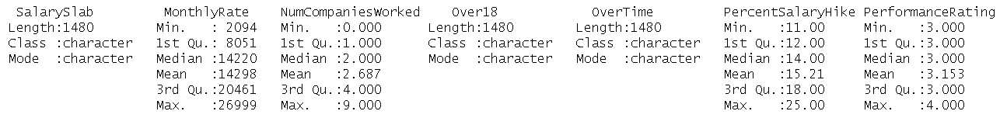 SalarySlab MonthlyRate NumCompaniesWorked Over18 OverTime PercentSalaryHike PerformanceRating
Length:1480 Min. : 2094 Min. :0.000 Length:1480 Length:1480 Min. :11.00 Min. :3.000
Class :character 1st Qu.: 8051 1st Qu.:1.000 Class :character Class :character 1st Qu.:12.00 1st Qu.:3.000
Mode :character Median :14220 Median :2.000 Mode :character Mode :character Median :14.00 Median :3.000
Mean :14298 Mean :2.687 Mean :15.21 Mean :3.153
3rd Qu.:20461 3rd Qu.:4.000 3rd Qu.:18.00 3rd Qu.:3.000
Max. :26999 Max. :9.000 Max. :25.00 Max. :4.000